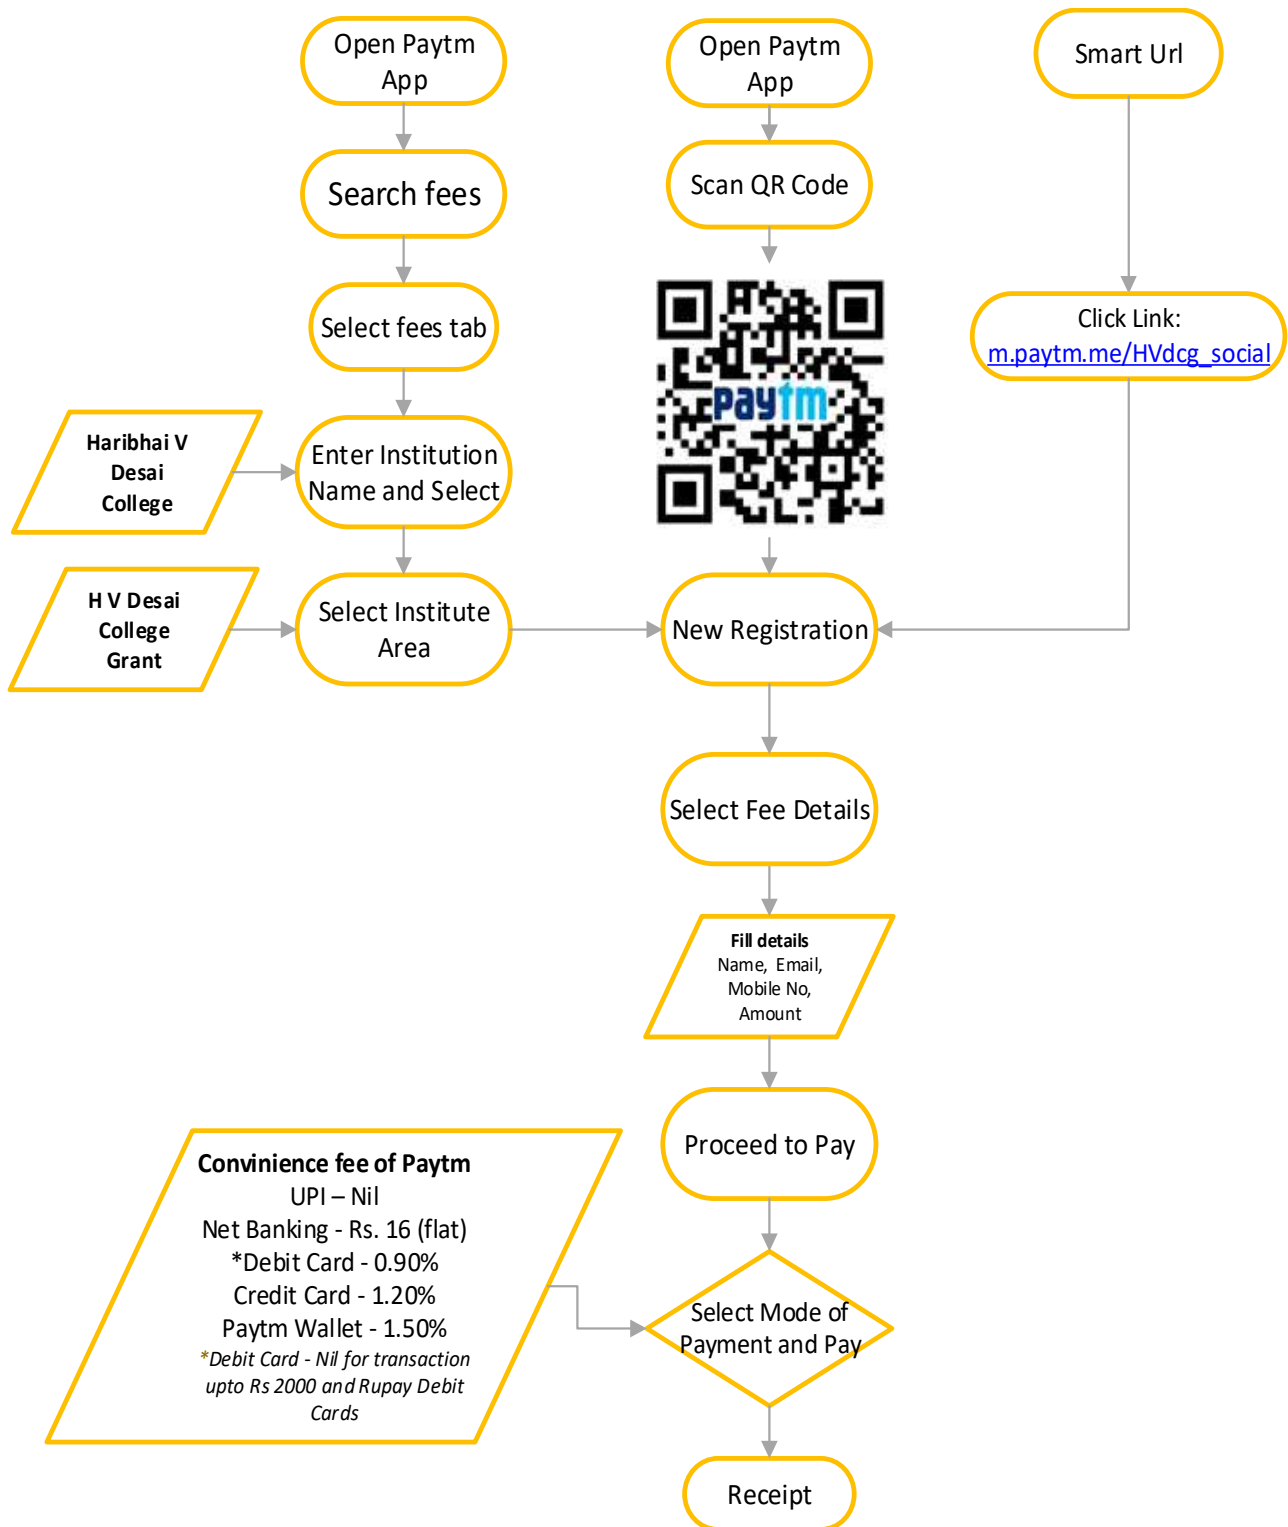 Open Paytm
App
Search fees
Select fees tab
Haribhai V
Desai
College
Enter Institution
Name and Select
H V Desai
College
Grant
Select Institute
Area
Open Paytm
App
Scan QR Code
paytm
Smart Url
Click Link:
m.paytm.me/HVdcg_social
New Registration
Select Fee Details
Fill details
Name, Email,
Mobile No,
Amount
Proceed to Pay
Convinience fee of Paytm
UPI – Nil
Net Banking - Rs. 16 (flat)
*Debit Card - 0.90%
Credit Card - 1.20%
Paytm Wallet - 1.50%
*Debit Card - Nil for transaction
upto Rs 2000 and Rupay Debit
Cards
Select Mode of
Payment and Pay
Receipt